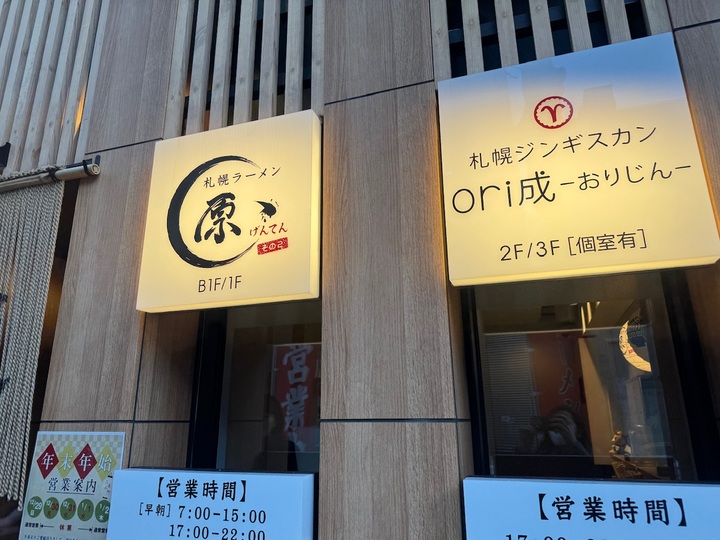 札幌ラーメン
原
げんてん
その弐
B1F/1F
札幌ジンギスカン
ori成-おりじん-
2F/3F [個室有]
営業
年末年始
営業案内
休業
【営業時間】
[早朝] 7:00-15:00
17:00-22:00
【営業時間】